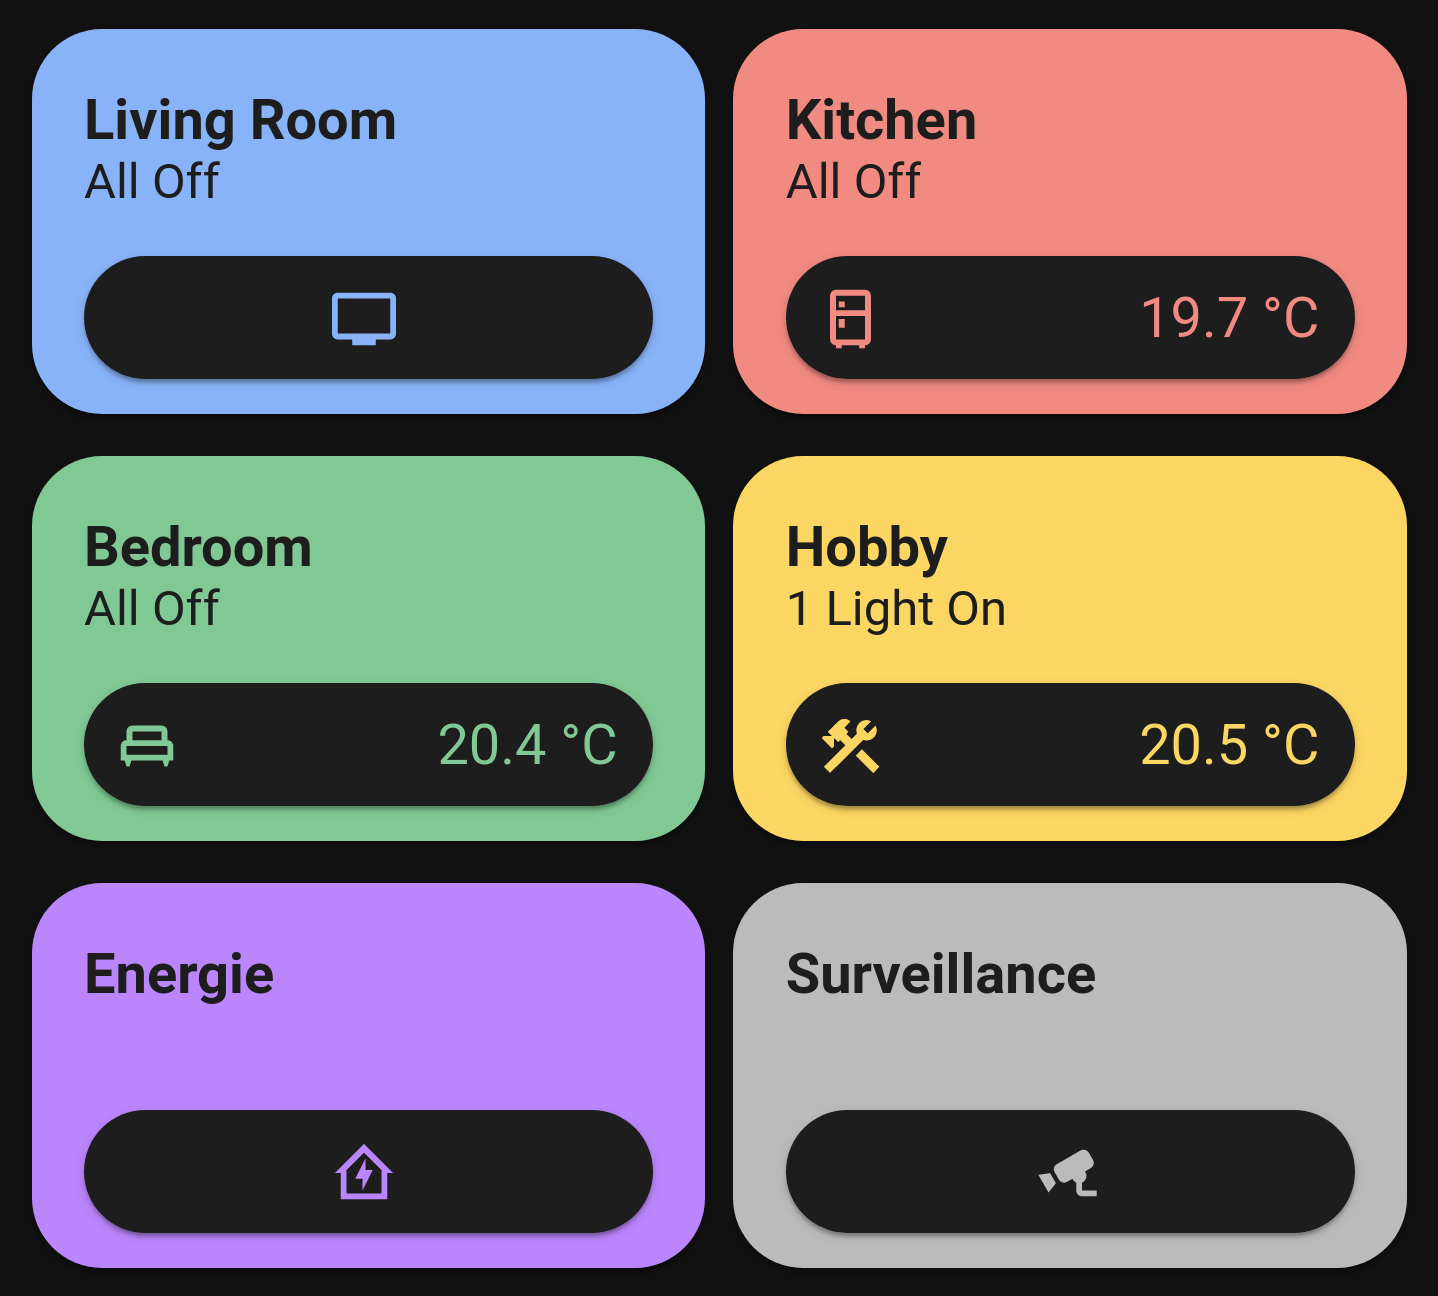 Living Room
All Off
Kitchen
All Off
19.7 °C
Bedroom
All Off
20.4 °C
Hobby
1 Light On
20.5 °C
Energie
Surveillance